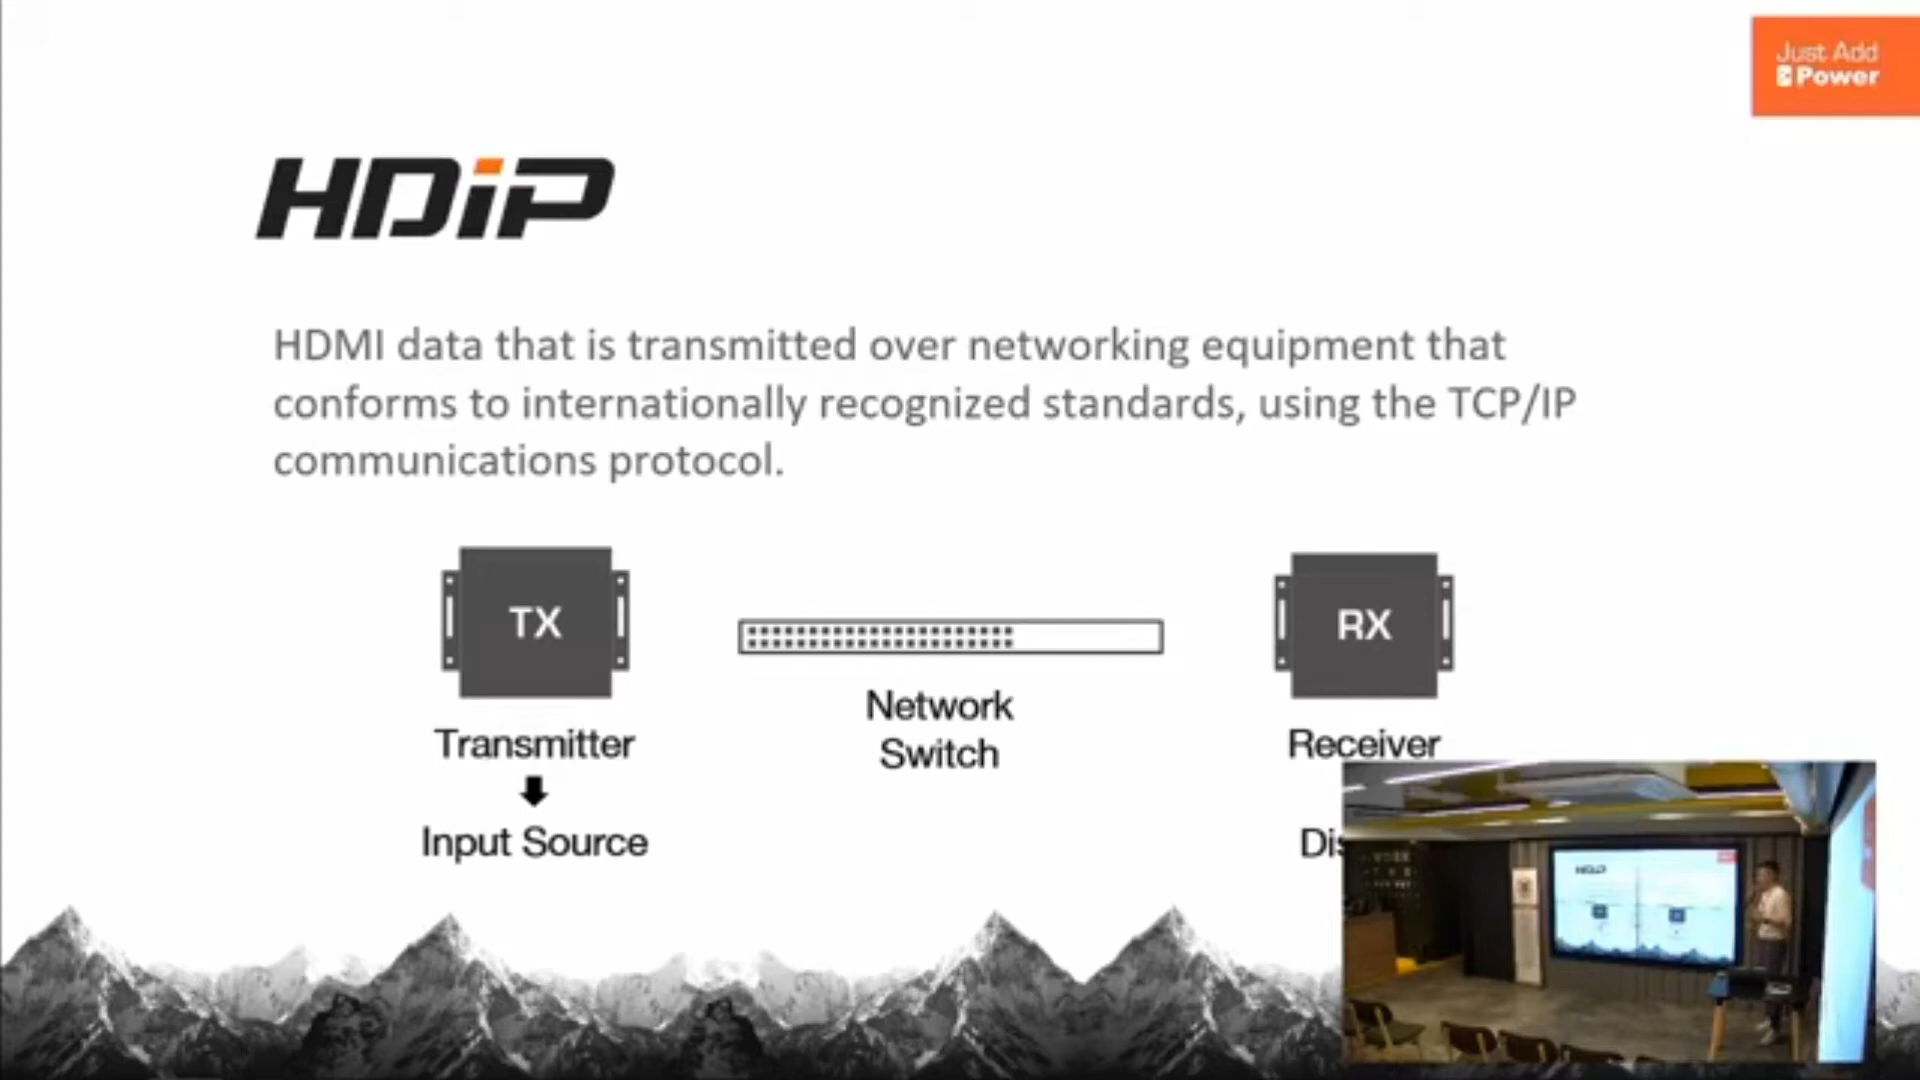 Just Add
Power
HDiP
HDMI data that is transmitted over networking equipment that
conforms to internationally recognized standards, using the TCP/IP
communications protocol.
TX
RX
Network
Switch
Transmitter
Receiver
Input Source
HDiP